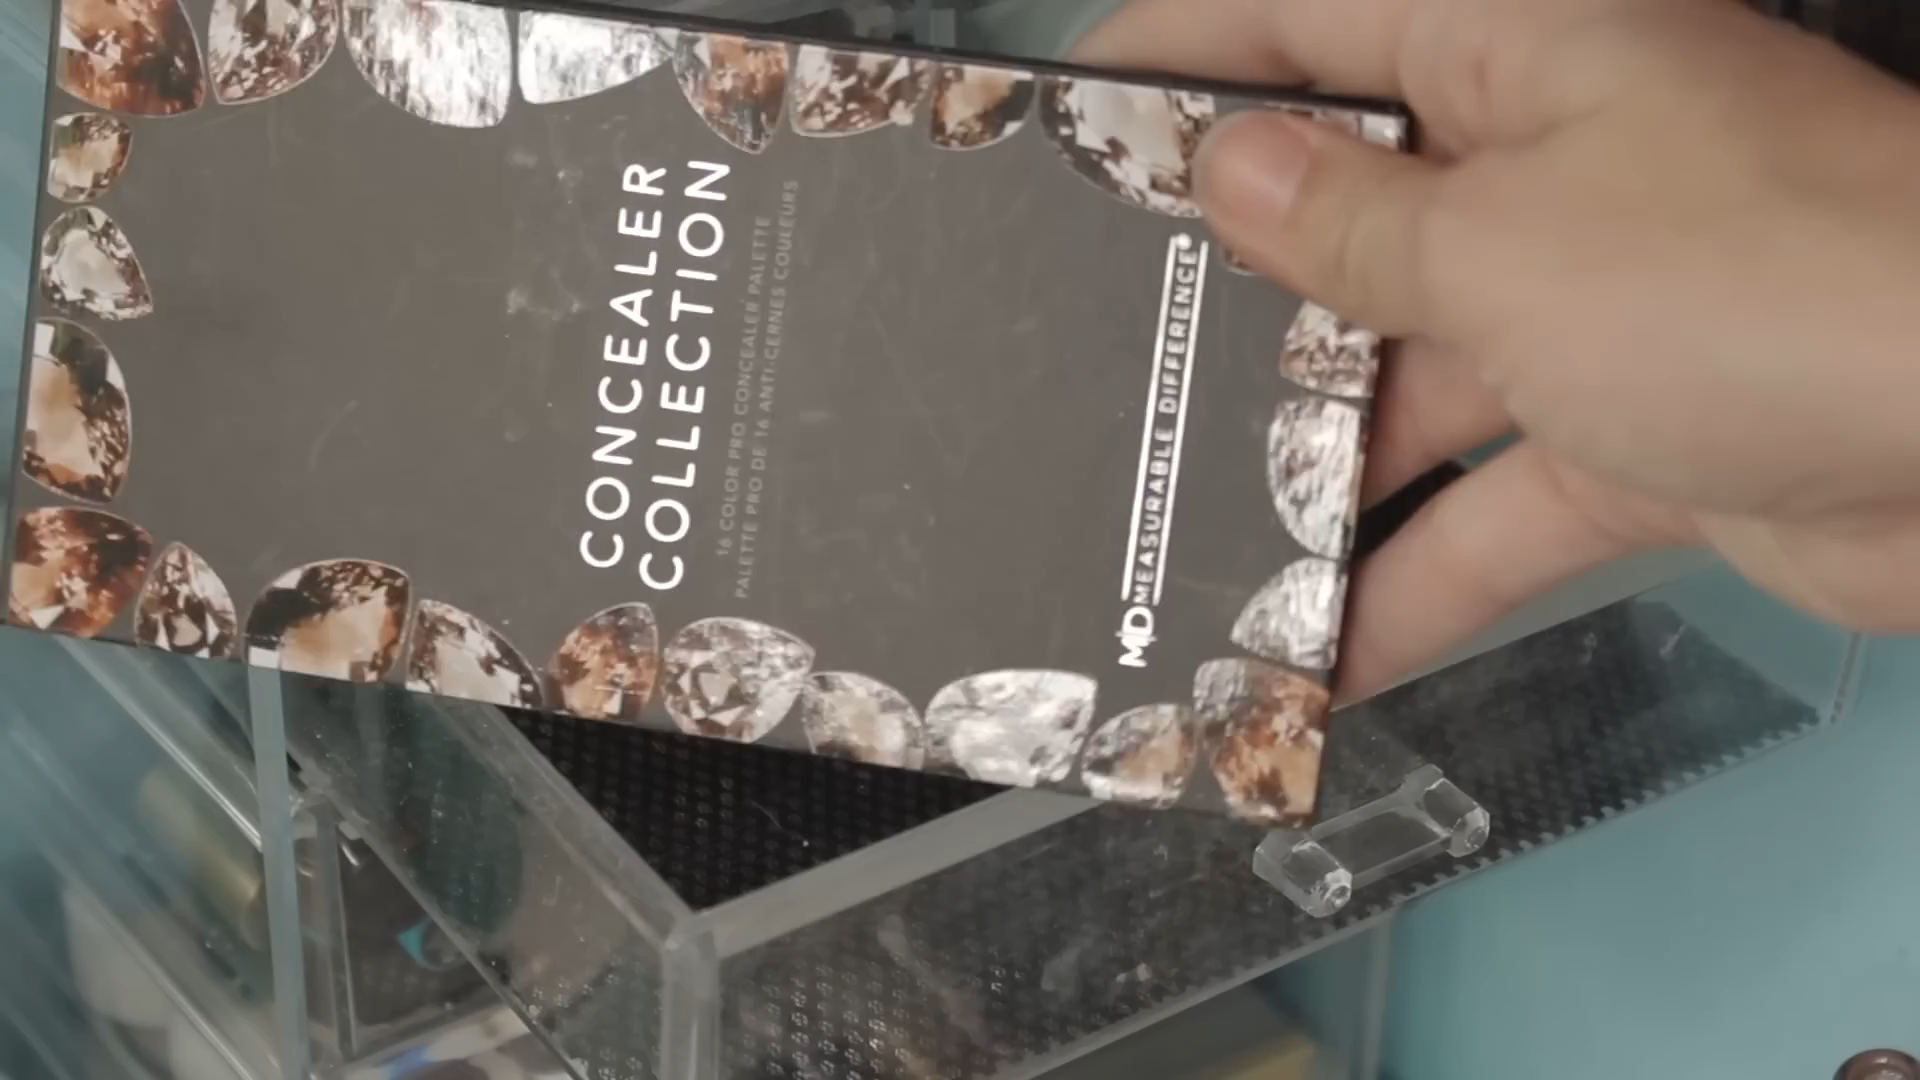 CONCEALER
COLLECTION
16 COLOR PRO CONCEALER PALETTE
PALETTE PRO DE 16 ANTI-CERNES COULEURS
MD MEASURABLE DIFFERENCE